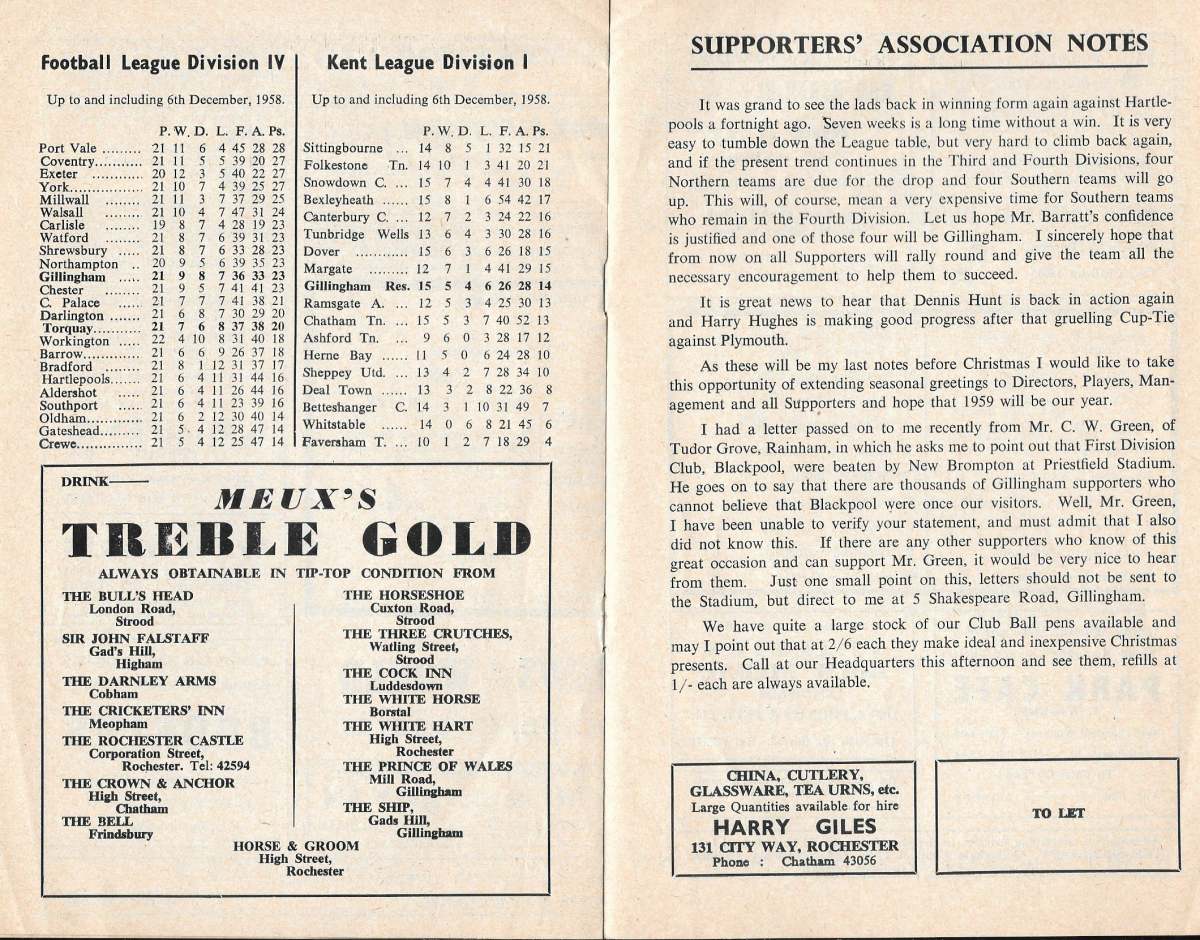 Football League Division IV
Up to and including 6th December, 1958.
P. W. D. L. F. A. Ps.
Port Vale ......... 21 11 6 4 45 28 28
Coventry........... 21 11 5 5 39 20 27
Exeter ............ 20 12 3 5 40 22 27
York............... 21 10 7 4 39 25 27
Millwall ........ 21 11 3 7 37 29 25
Walsall ........ 21 10 4 7 47 31 24
Carlisle ........ 19 8 7 4 28 19 23
Watford ........ 21 8 7 6 39 31 23
Shrewsbury ..... 21 8 7 6 33 28 23
Northampton .. 20 9 5 6 39 35 23
Gillingham ..... 21 9 8 7 36 33 23
Chester ..... 21 9 5 7 41 41 23
C. Palace ...... 21 7 7 7 41 38 21
Darlington ....... 21 6 8 7 30 29 20
Torquay........... 21 7 6 8 37 38 20
Workington ..... 22 4 10 8 31 40 18
Barrow............. 21 6 6 9 26 37 18
Bradford ....... 21 8 1 12 31 37 17
Hartlepools....... 21 6 4 11 31 44 16
Aldershot ..... 21 6 4 11 26 44 16
Southport ...... 21 6 4 11 23 39 16
Oldham............ 21 6 2 12 30 40 14
Gateshead......... 21 5 4 12 28 47 14
Crewe.............. 21 5 4 12 25 47 14
Kent League Division I
Up to and including 6th December, 1958.
P. W. D. L. F. A. Ps.
Sittingbourne ... 14 8 5 1 32 15 21
Folkestone Tn. 14 10 1 3 41 20 21
Snowdown C. ... 15 7 4 4 41 30 18
Bexleyheath ...... 15 8 1 6 54 42 17
Canterbury C. ... 12 7 2 3 24 22 16
Tunbridge Wells 13 6 4 3 30 28 16
Dover ............ 15 6 3 6 26 18 15
Margate ......... 12 7 1 4 41 29 15
Gillingham Res. 15 5 4 6 26 28 14
Ramsgate A. ... 12 5 3 4 25 30 13
Chatham Tn. ... 15 5 3 7 40 52 13
Ashford Tn. ... 9 6 0 3 28 17 12
Herne Bay ...... 11 5 0 6 24 28 10
Sheppey Utd. ... 13 4 2 7 28 34 10
Deal Town ...... 13 3 2 8 22 36 8
Betteshanger C. 14 3 1 10 31 49 7
Whitstable ...... 14 0 6 8 21 45 6
Faversham T. ... 10 1 2 7 18 29 4
DRINK——
MEUX'S
TREBLE GOLD
ALWAYS OBTAINABLE IN TIP-TOP CONDITION FROM
THE BULL'S HEAD
London Road,
Strood
SIR JOHN FALSTAFF
Gad's Hill,
Higham
THE DARNLEY ARMS
Cobham
THE CRICKETERS' INN
Meopham
THE ROCHESTER CASTLE
Corporation Street,
Rochester. Tel: 42594
THE CROWN & ANCHOR
High Street,
Chatham
THE BELL
Frindsbury
THE HORSESHOE
Cuxton Road,
Strood
THE THREE CRUTCHES,
Watling Street,
Strood
THE COCK INN
Luddesdown
THE WHITE HORSE
Borstal
THE WHITE HART
High Street,
Rochester
THE PRINCE OF WALES
Mill Road,
Gillingham
THE SHIP,
Gads Hill,
Gillingham
HORSE & GROOM
High Street,
Rochester
SUPPORTERS' ASSOCIATION NOTES
It was grand to see the lads back in winning form again against Hartle-
pools a fortnight ago. Seven weeks is a long time without a win. It is very
easy to tumble down the League table, but very hard to climb back again,
and if the present trend continues in the Third and Fourth Divisions, four
Northern teams are due for the drop and four Southern teams will go
up. This will, of course, mean a very expensive time for Southern teams
who remain in the Fourth Division. Let us hope Mr. Barratt's confidence
is justified and one of those four will be Gillingham. I sincerely hope that
from now on all Supporters will rally round and give the team all the
necessary encouragement to help them to succeed.
It is great news to hear that Dennis Hunt is back in action again
and Harry Hughes is making good progress after that gruelling Cup-Tie
against Plymouth.
As these will be my last notes before Christmas I would like to take
this opportunity of extending seasonal greetings to Directors, Players, Man-
agement and all Supporters and hope that 1959 will be our year.
I had a letter passed on to me recently from Mr. C. W. Green, of
Tudor Grove, Rainham, in which he asks me to point out that First Division
Club, Blackpool, were beaten by New Brompton at Priestfield Stadium.
He goes on to say that there are thousands of Gillingham supporters who
cannot believe that Blackpool were once our visitors. Well, Mr. Green,
I have been unable to verify your statement, and must admit that I also
did not know this. If there are any other supporters who know of this
great occasion and can support Mr. Green, it would be very nice to hear
from them. Just one small point on this, letters should not be sent to
the Stadium, but direct to me at 5 Shakespeare Road, Gillingham.
We have quite a large stock of our Club Ball pens available and
may I point out that at 2/6 each they make ideal and inexpensive Christmas
presents. Call at our Headquarters this afternoon and see them, refills at
1/- each are always available.
CHINA, CUTLERY,
GLASSWARE, TEA URNS, etc.
Large Quantities available for hire
HARRY GILES
131 CITY WAY, ROCHESTER
Phone : Chatham 43056
TO LET